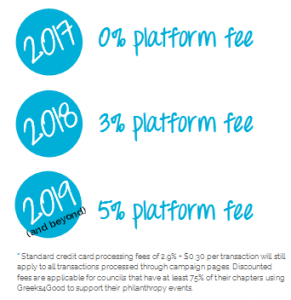 2017
0% platform fee
2018
3% platform fee
2019
(and beyond)
5% platform fee
* Standard credit card processing fees of 2.9% + $0.30 per transaction will still
apply to all transactions processed through campaign pages. Discounted
fees are applicable for councils that have at least 75% of their chapters using
Greeks4Good to support their philanthropy events.